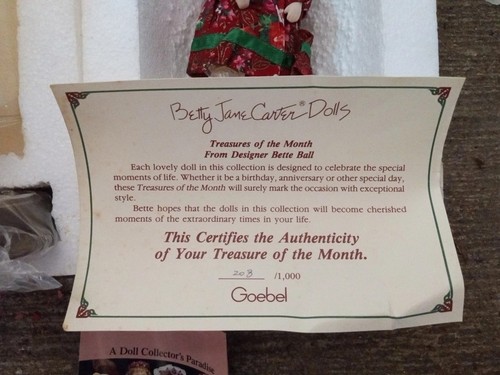 Betty Jane Carter® Dolls
Treasures of the Month
From Designer Bette Ball
Each lovely doll in this collection is designed to celebrate the special
moments of life. Whether it be a birthday, anniversary or other special day,
these Treasures of the Month will surely mark the occasion with exceptional
style.
Bette hopes that the dolls in this collection will become cherished
moments of the extraordinary times in your life.
This Certifies the Authenticity
of Your Treasure of the Month.
203 /1,000
Goebel
A Doll Collector's Paradise